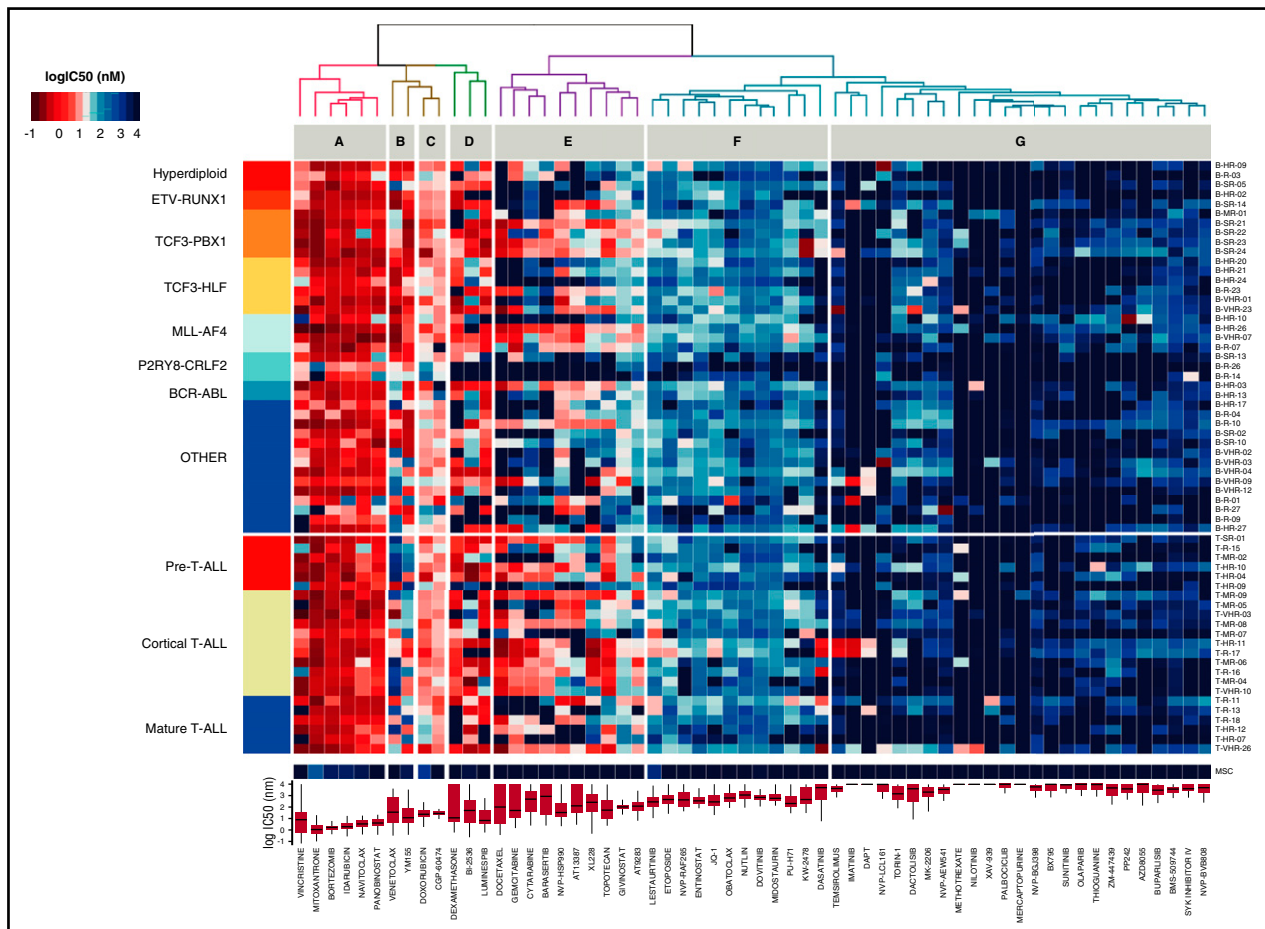 logIC50 (nM)
-1 0 1 2 3 4
A B C D E F G
Hyperdiploid
ETV-RUNX1
TCF3-PBX1
TCF3-HLF
MLL-AF4
P2RY8-CRLF2
BCR-ABL
OTHER
Pre-T-ALL
Cortical T-ALL
Mature T-ALL
B-HR-09
B-R-03
B-SR-05
B-HR-02
B-SR-14
B-MR-01
B-SR-21
B-SR-22
B-SR-23
B-SR-24
B-HR-20
B-HR-21
B-HR-24
B-R-23
B-VHR-01
B-VHR-23
B-HR-10
B-HR-26
B-VHR-07
B-R-07
B-SR-13
B-R-26
B-R-14
B-HR-03
B-HR-13
B-HR-17
B-R-04
B-R-10
B-SR-02
B-SR-10
B-VHR-02
B-VHR-03
B-VHR-04
B-VHR-09
B-VHR-12
B-R-01
B-R-27
B-R-09
B-HR-27
T-SR-01
T-R-15
T-MR-02
T-HR-10
T-HR-04
T-HR-09
T-MR-09
T-MR-05
T-VHR-03
T-MR-08
T-MR-07
T-HR-11
T-R-17
T-MR-06
T-R-16
T-MR-04
T-VHR-10
T-R-11
T-R-13
T-R-18
T-HR-12
T-HR-07
T-VHR-26
MSC
log IC50 (nm)
4
3
2
1
0
-1
VINCRISTINE
MITOXANTRONE
BORTEZOMIB
IDARUBICIN
NAVITOCLAX
PANOBINOSTAT
VENETOCLAX
YM155
DOXORUBICIN
CGP-60474
DEXAMETHASONE
BI-2536
LUMINESPIB
DOCETAXEL
GEMCITABINE
CYTARABINE
BARASERTIB
NVP-HSP990
AT13387
XL228
TOPOTECAN
GIVINOSTAT
AT9283
LESTAURTINIB
ETOPOSIDE
NVP-RAF265
ENTINOSTAT
JQ-1
OBATOCLAX
NUTLIN
DOVITINIB
MIDOSTAURIN
PU-H71
KW-2478
DASATINIB
TEMSIROLIMUS
IMATINIB
DAPT
NVP-LCL161
TORIN-1
DACTOLISIB
MK-2206
NVP-AEW541
METHOTREXATE
NILOTINIB
XAV-939
PALBOCICLIB
MERCAPTOPURINE
NVP-BGJ398
BX795
SUNITINIB
OLAPARIB
THIOGUANINE
ZM-447439
PP242
AZD8055
BUPARLISIB
BMS-509744
SYK INHIBITOR IV
NVP-BVB808